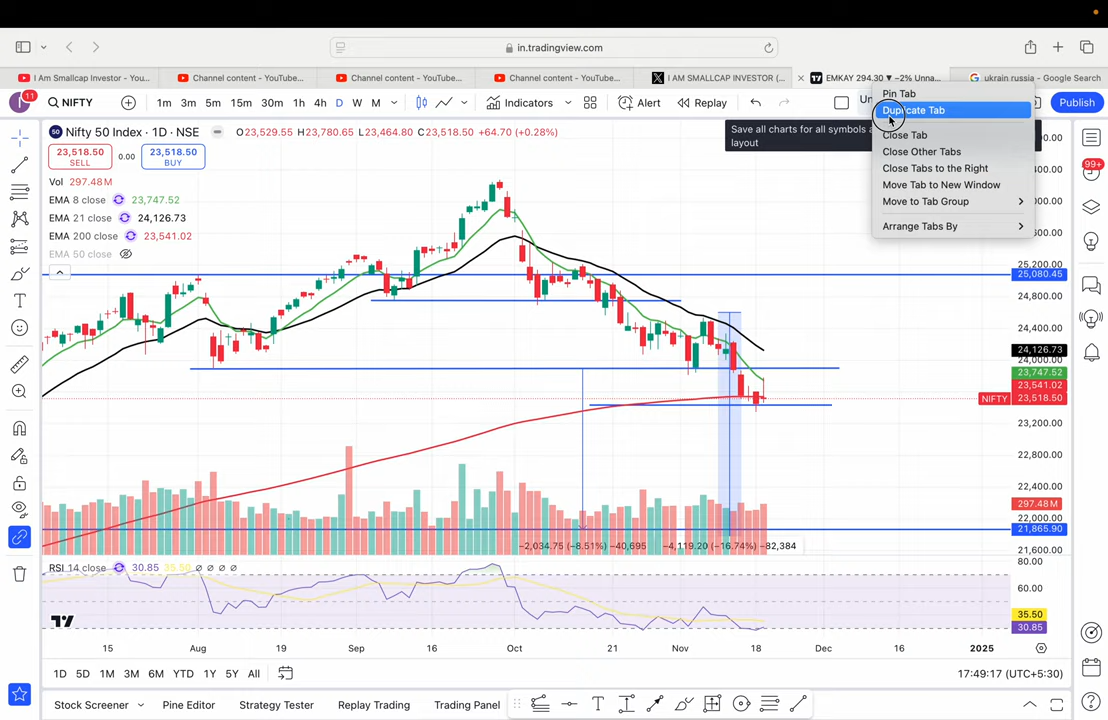 in.tradingview.com
I Am Smallcap Investor - You...
Channel content - YouTube...
Channel content - YouTube...
Channel content - YouTube...
I AM SMALLCAP INVESTOR (...
EMKAY 294.30 ▼ −2% Unna...
ukrain russia - Google Search
11
NIFTY
1m 3m 5m 15m 30m 1h 4h D W M
Indicators
Alert
Replay
Un
Publish
Pin Tab
Duplicate Tab
Close Tab
Close Other Tabs
Close Tabs to the Right
Move Tab to New Window
Move to Tab Group
Arrange Tabs By
Save all charts for all symbols a
layout
Nifty 50 Index · 1D · NSE
O23,529.55 H23,780.65 L23,464.80 C23,518.50 +64.70 (+0.28%)
23,518.50
SELL
0.00
23,518.50
BUY
Vol 297.48 M
EMA 8 close 23,747.52
EMA 21 close 24,126.73
EMA 200 close 23,541.02
EMA 50 close
99+
25,200.00
25,080.45
24,800.00
24,400.00
24,126.73
24,000.00
23,747.52
23,541.02
NIFTY 23,518.50
23,200.00
22,800.00
22,400.00
297.48 M
22,000.00
21,865.90
21,600.00
−2,034.75 (−8.51%) −40,695
−4,119.20 (−16.74%) −82,384
RSI 14 close 30.85 35.50 ∅ ∅ ∅ ∅
80.00
60.00
35.50
30.85
15 Aug 19 Sep 16 Oct 21 Nov 18 Dec 16 2025
1D 5D 1M 3M 6M YTD 1Y 5Y All
17:49:17 (UTC+5:30)
Stock Screener
Pine Editor
Strategy Tester
Replay Trading
Trading Panel